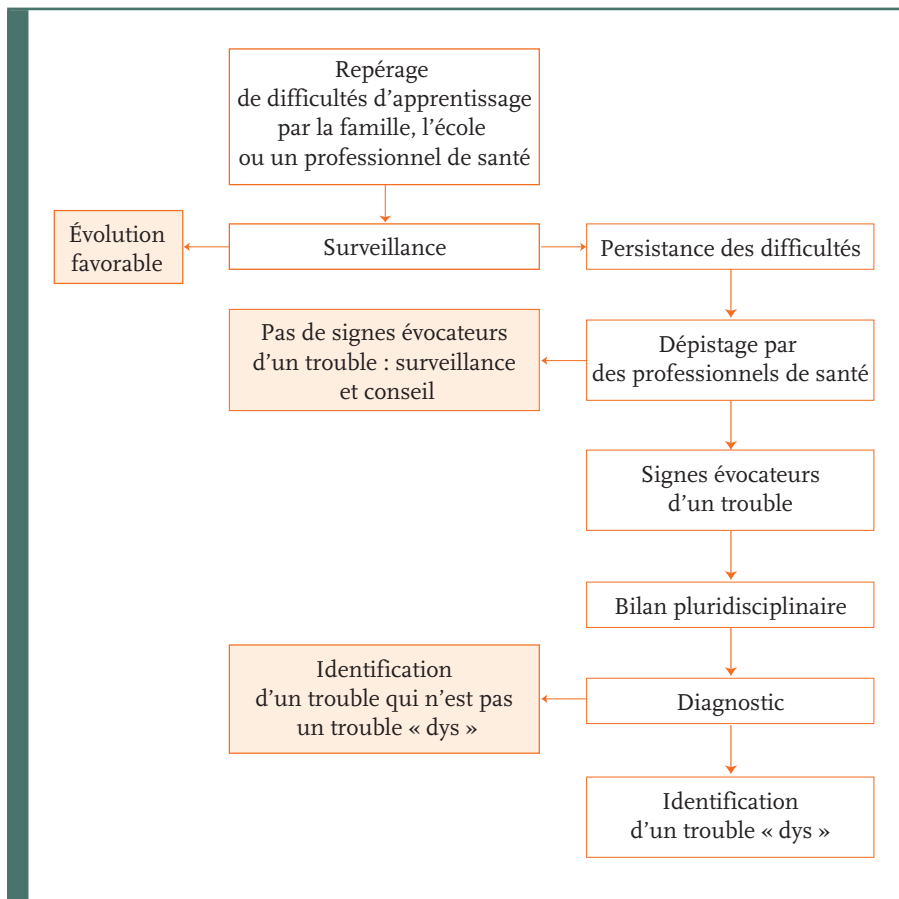 Repérage
de difficultés d’apprentissage
par la famille, l’école
ou un professionnel de santé
Évolution
favorable
Surveillance
Persistance des difficultés
Pas de signes évocateurs
d’un trouble : surveillance
et conseil
Dépistage par
des professionnels de santé
Signes évocateurs
d’un trouble
Bilan pluridisciplinaire
Identification
d’un trouble qui n’est pas
un trouble « dys »
Diagnostic
Identification
d’un trouble « dys »